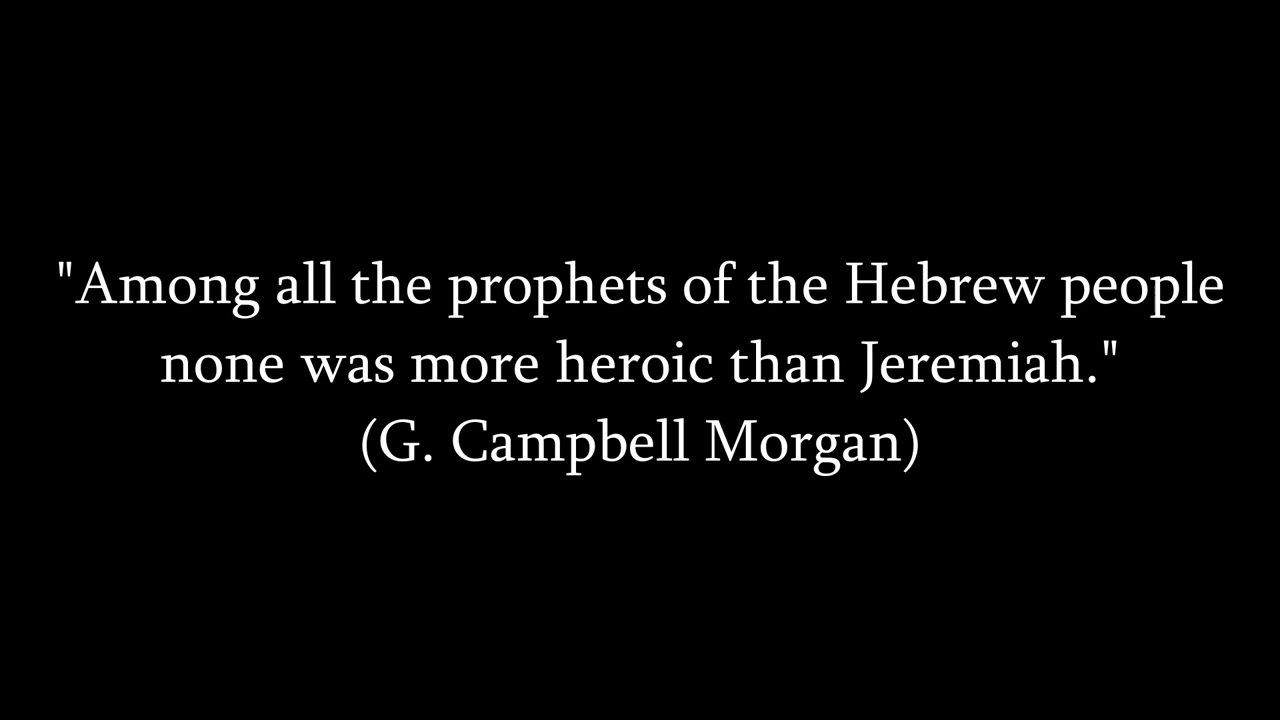 "Among all the prophets of the Hebrew people
none was more heroic than Jeremiah."
(G. Campbell Morgan)